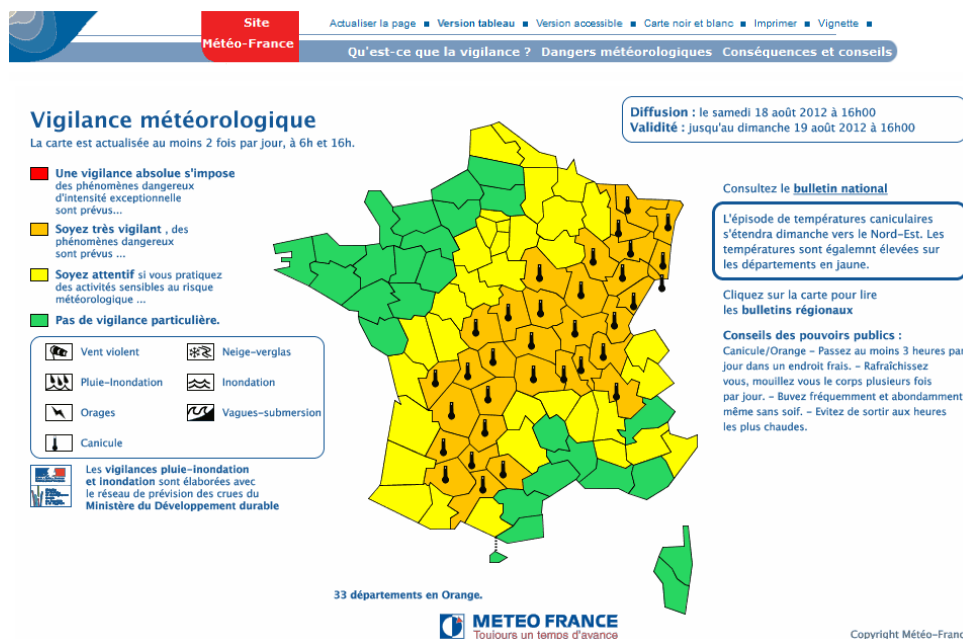 Site
Météo-France
Actualiser la page ■ Version tableau ■ Version accessible ■ Carte noir et blanc ■ Imprimer ■ Vignette ■
Qu'est-ce que la vigilance ? Dangers météorologiques Conséquences et conseils
Vigilance météorologique
La carte est actualisée au moins 2 fois par jour, à 6h et 16h.
Diffusion : le samedi 18 août 2012 à 16h00
Validité : jusqu'au dimanche 19 août 2012 à 16h00
Une vigilance absolue s'impose
des phénomènes dangereux
d'intensité exceptionnelle
sont prévus...
Soyez très vigilant , des
phénomènes dangereux
sont prévus ...
Soyez attentif si vous pratiquez
des activités sensibles au risque
météorologique ...
Pas de vigilance particulière.
Vent violent
Neige-verglas
Pluie-Inondation
Inondation
Orages
Vagues-submersion
Canicule
Les vigilances pluie-inondation
et inondation sont élaborées avec
le réseau de prévision des crues du
Ministère du Développement durable
Consultez le bulletin national
L'épisode de températures caniculaires
s'étendra dimanche vers le Nord-Est. Les
températures sont égalemnt élevées sur
les départements en jaune.
Cliquez sur la carte pour lire
les bulletins régionaux
Conseils des pouvoirs publics :
Canicule/Orange – Passez au moins 3 heures par
jour dans un endroit frais. – Rafraîchissez
vous, mouillez vous le corps plusieurs fois
par jour. – Buvez fréquemment et abondamment
même sans soif. – Evitez de sortir aux heures
les plus chaudes.
33 départements en Orange.
METEO FRANCE
Toujours un temps d'avance
Copyright Météo-Franc